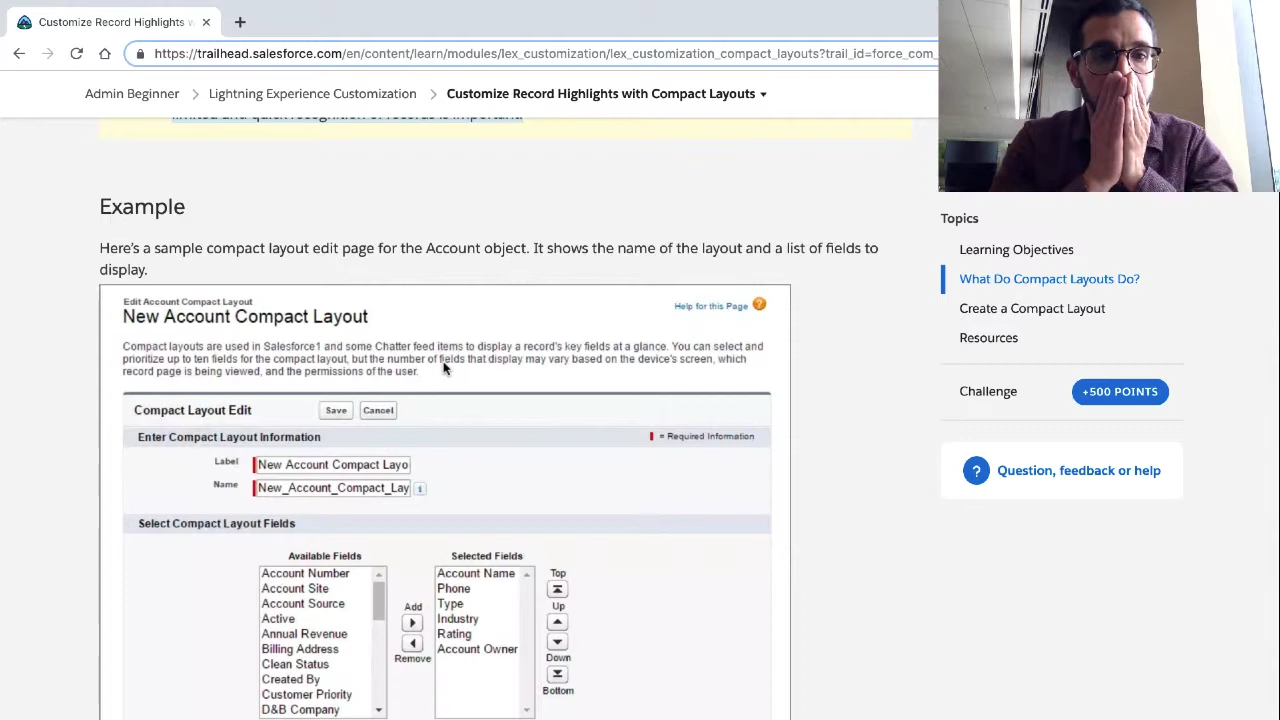 Customize Record Highlights w
https://trailhead.salesforce.com/en/content/learn/modules/lex_customization/lex_customization_compact_layouts?trail_id=force_com_
Admin Beginner
Lightning Experience Customization
Customize Record Highlights with Compact Layouts
limited and quick recognition of records is important.
Example
Here's a sample compact layout edit page for the Account object. It shows the name of the layout and a list of fields to
display.
Edit Account Compact Layout
New Account Compact Layout
Help for this Page ?
Compact layouts are used in Salesforce1 and some Chatter feed items to display a record's key fields at a glance. You can select and
prioritize up to ten fields for the compact layout, but the number of fields that display may vary based on the device's screen, which
record page is being viewed, and the permissions of the user.
Compact Layout Edit
Save
Cancel
Enter Compact Layout Information
= Required Information
Label
New Account Compact Layo
Name
New_Account_Compact_Lay
i
Select Compact Layout Fields
Available Fields
Account Number
Account Site
Account Source
Active
Annual Revenue
Billing Address
Clean Status
Created By
Customer Priority
D&B Company
Add
Remove
Selected Fields
Account Name
Phone
Type
Industry
Rating
Account Owner
Top
Up
Down
Bottom
Topics
Learning Objectives
What Do Compact Layouts Do?
Create a Compact Layout
Resources
Challenge
+500 POINTS
? Question, feedback or help